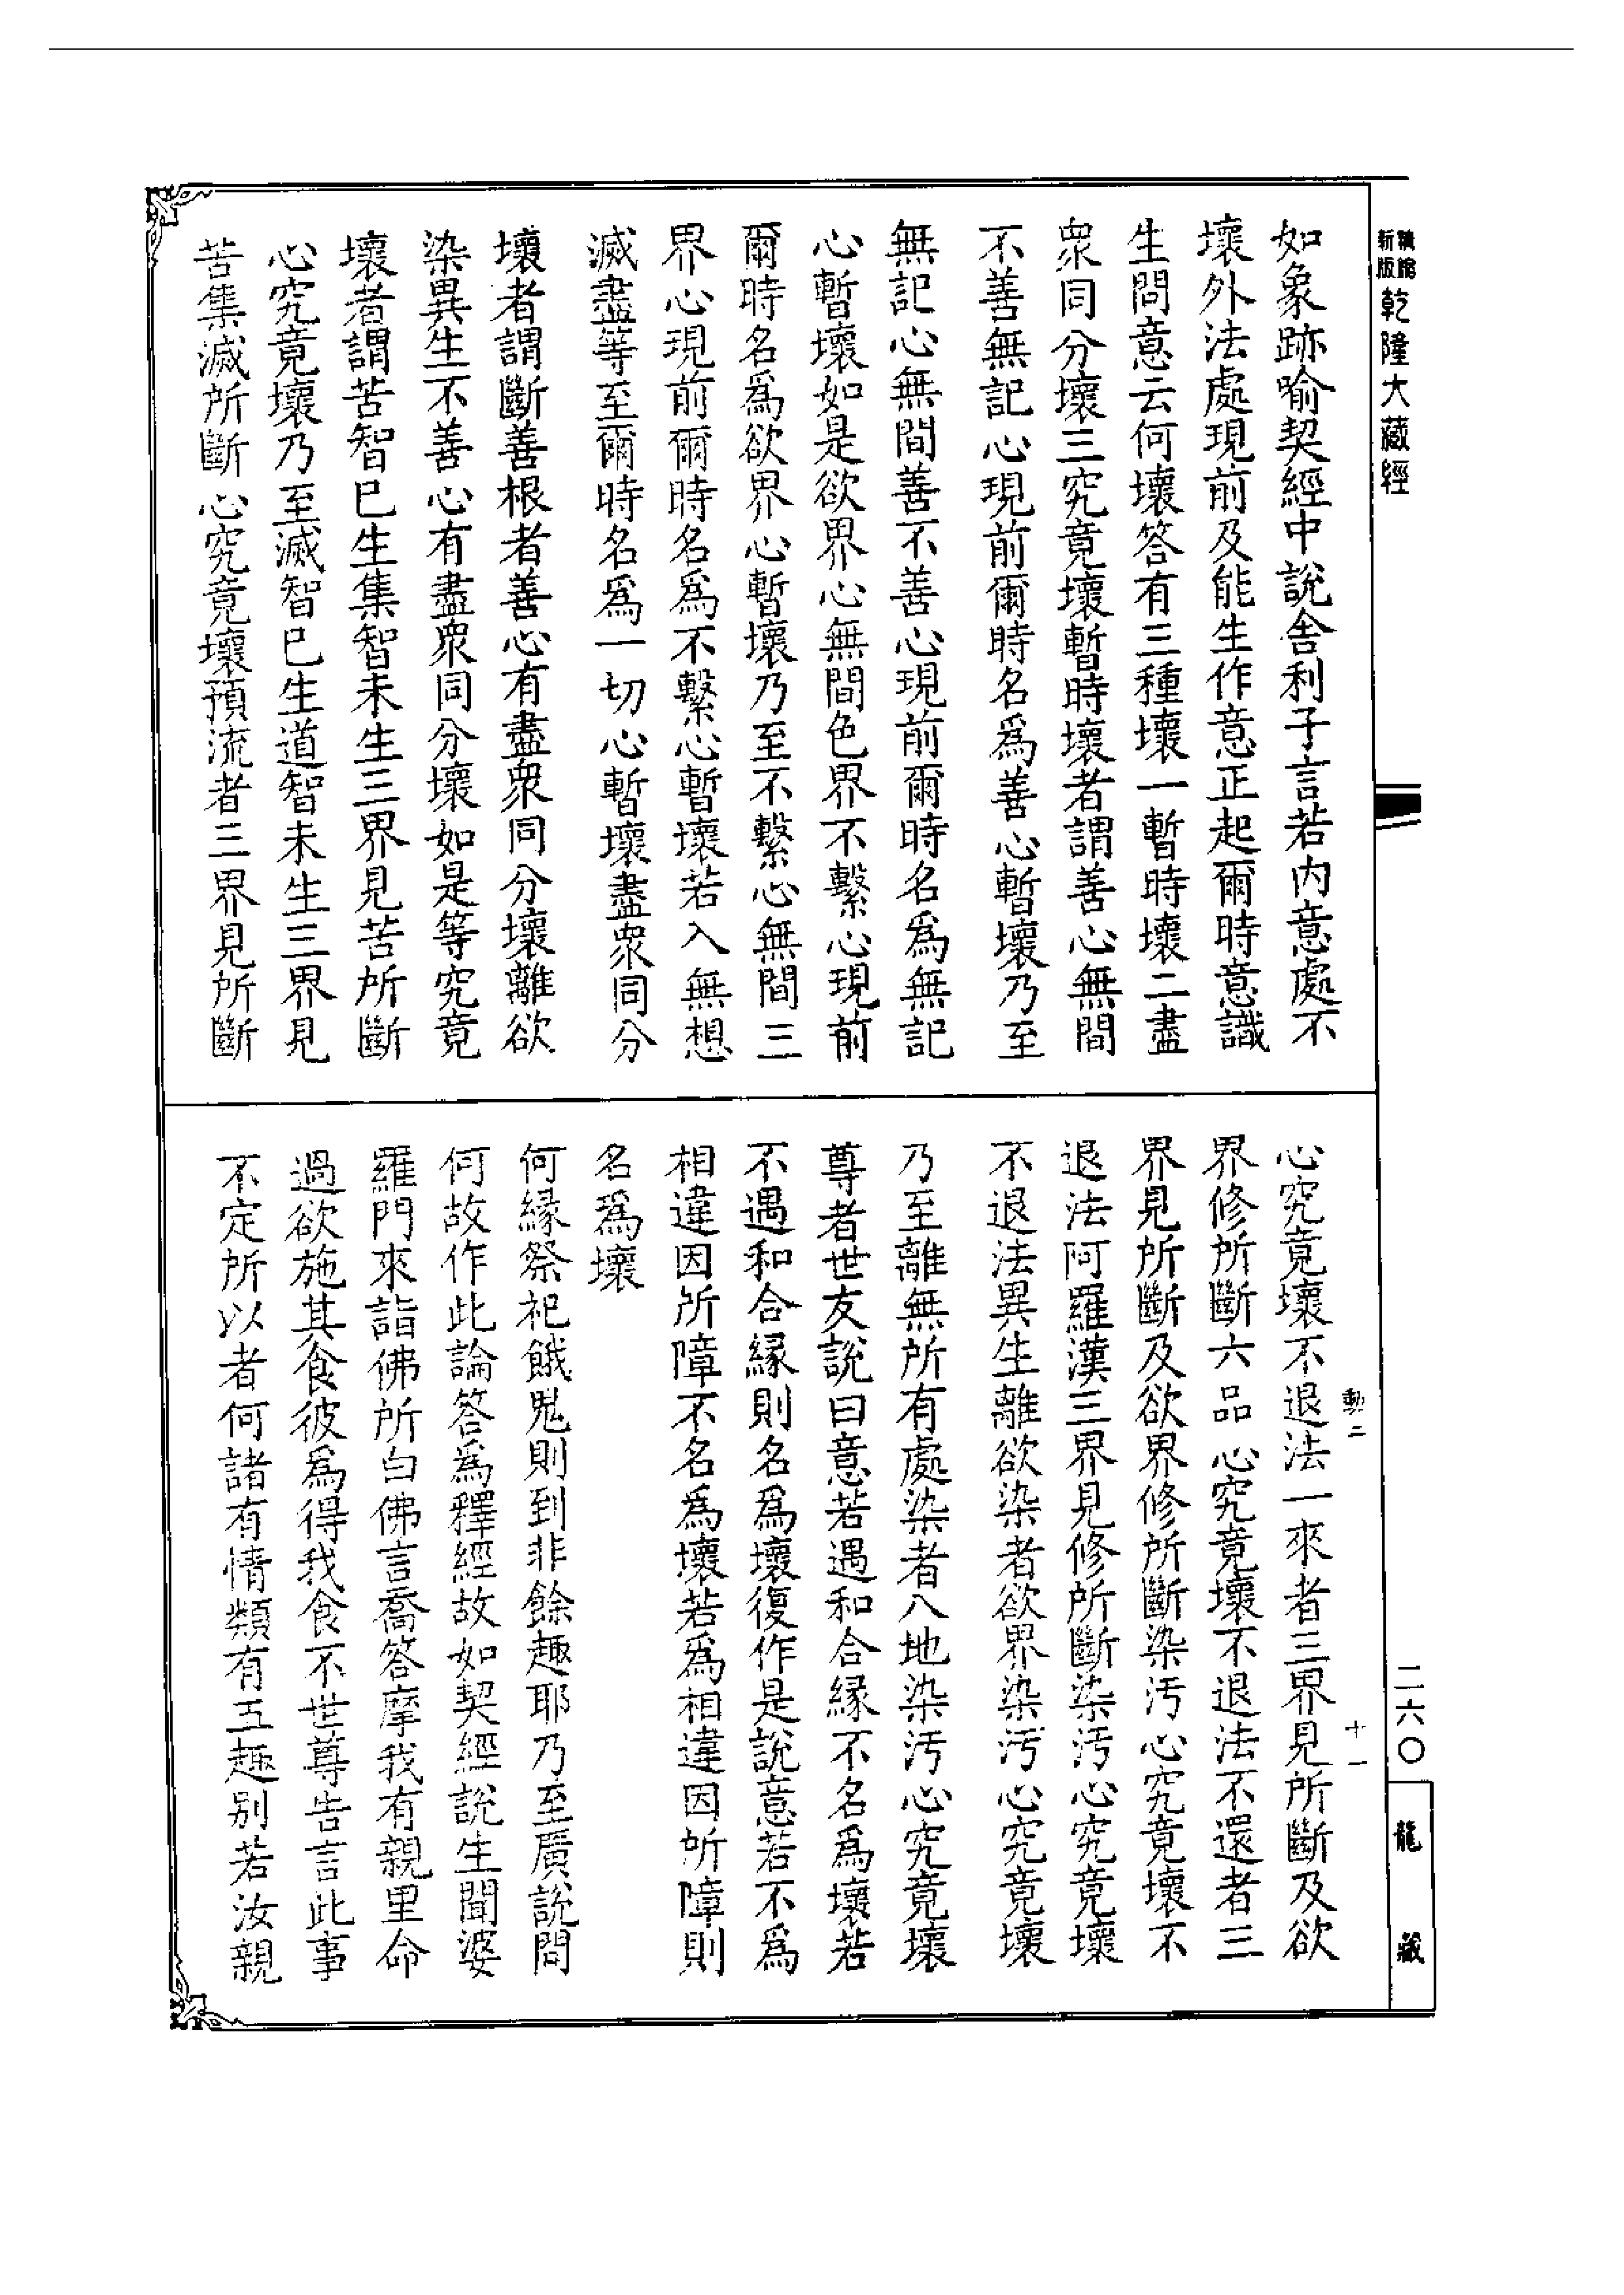 如象跡喻契經中說舍利子言若內意處不
壞外法處現前及能生作意正起爾時意識
生問意云何壞答有三種壞一暫時壞二盡
衆同分壞三究竟壞暫時壞者謂善心無間
不善無記心現前爾時名爲善心暫壞乃至
無記心無間善不善心現前爾時名爲無記
心暫壞如是欲界心無間色界不繫心現前
爾時名爲欲界心暫壞乃至不繫心無間三
界心現前爾時名爲不繫心暫壞若入無想
滅盡等至爾時名爲一切心暫壞盡衆同分
壞者謂斷善根者善心有盡衆同分壞離欲
染異生不善心有盡衆同分壞如是等究竟
壞者謂苦智已生集智未生三界見苦所斷
心究竟壞乃至滅智已生道智未生三界見
苦集滅所斷心究竟壞預流者三界見所斷
心究竟壞不退法一來者三界見所斷及欲
界修所斷六品心究竟壞不退法不還者三
界見所斷及欲界修所斷染汚心究竟壞不
退法阿羅漢三界見修所斷染汚心究竟壞
不退法異生離欲染者欲界染汚心究竟壞
乃至離無所有處染者八地染汚心究竟壞
尊者世友說曰意若遇和合緣不名爲壞若
不遇和合緣則名爲壞復作是說意若不爲
相違因所障不名爲壞若爲相違因所障則
名爲壞
何緣祭祀餓鬼則到非餘趣耶乃至廣說問
何故作此論答爲釋經故如契經說生聞婆
羅門來詣佛所白佛言喬答摩我有親里命
過欲施其食彼爲得我食不世尊告言此事
不定所以者何諸有情類有五趣別若汝親
新版
乾隆大藏經
動二
十一
二六〇
龍藏